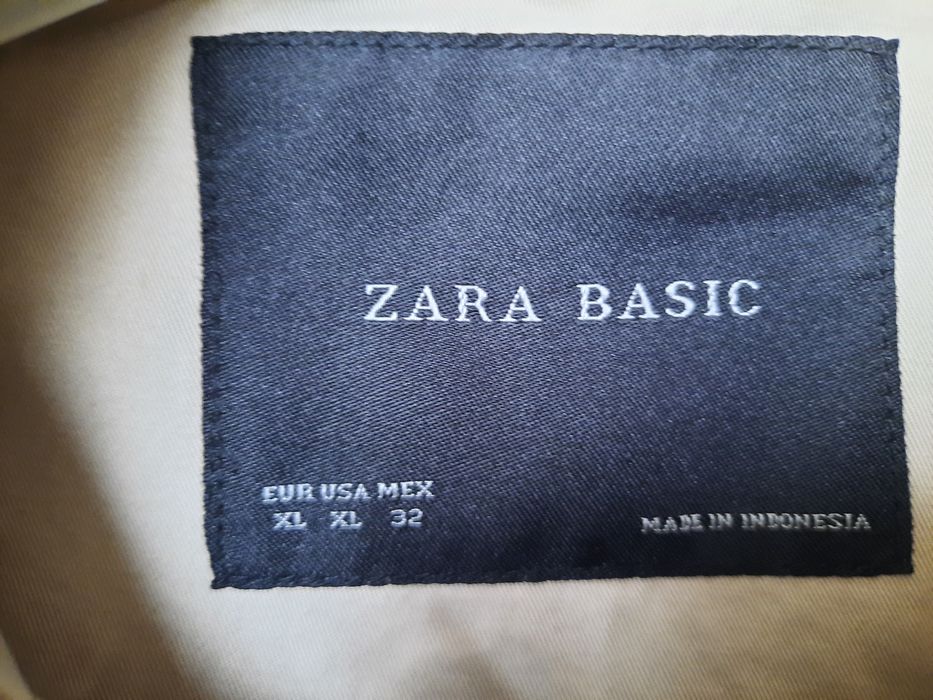 ZARA BASIC
EUR USA MEX
XL XL 32
MADE IN INDONESIA